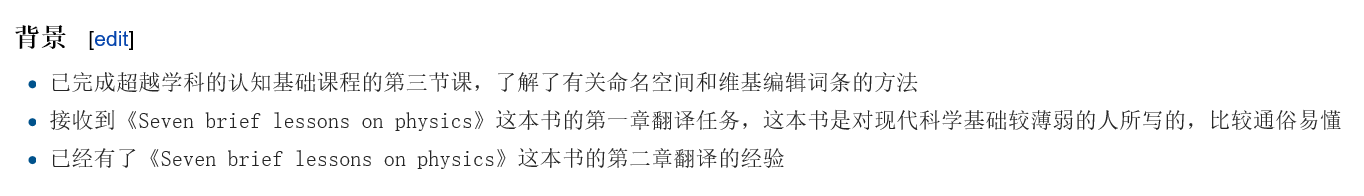 背景 [edit]
已完成超越学科的认知基础课程的第三节课，了解了有关命名空间和维基编辑词条的方法
接收到《Seven brief lessons on physics》这本书的第一章翻译任务，这本书是对现代科学基础较薄弱的人所写的，比较通俗易懂
已经有了《Seven brief lessons on physics》这本书的第二章翻译的经验